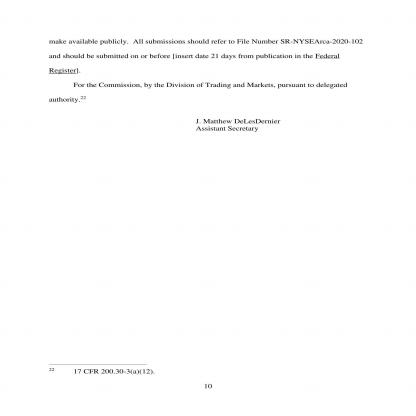 make available publicly.  All submissions should refer to File Number SR-NYSEArca-2020-102
and should be submitted on or before [insert date 21 days from publication in the Federal
Register].
For the Commission, by the Division of Trading and Markets, pursuant to delegated
authority.22
J. Matthew DeLesDernier
Assistant Secretary
22 17 CFR 200.30-3(a)(12).
10